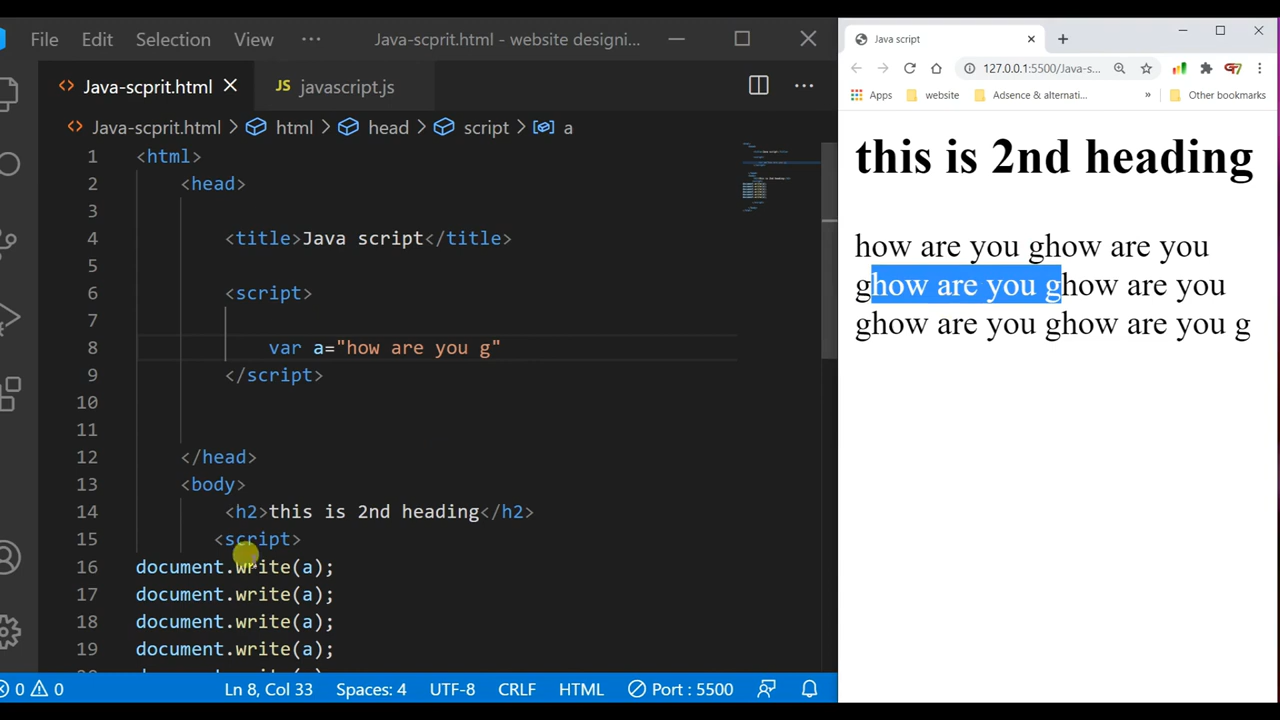 File Edit Selection View ··· Java-scprit.html - website designi...
Java-scprit.html JS javascript.js ···
Java-scprit.html > html > head > script > a
1 <html>
2 <head>
3
4 <title>Java script</title>
5
6 <script>
7
8 var a="how are you g"
9 </script>
10
11
12 </head>
13 <body>
14 <h2>this is 2nd heading</h2>
15 <script>
16 document.write(a);
17 document.write(a);
18 document.write(a);
19 document.write(a);
0 0 Ln 8, Col 33 Spaces: 4 UTF-8 CRLF HTML Port : 5500
Java script
127.0.0.1:5500/Java-s...
Apps website Adsence & alternati... » Other bookmarks
this is 2nd heading
how are you ghow are you
ghow are you ghow are you
ghow are you ghow are you g